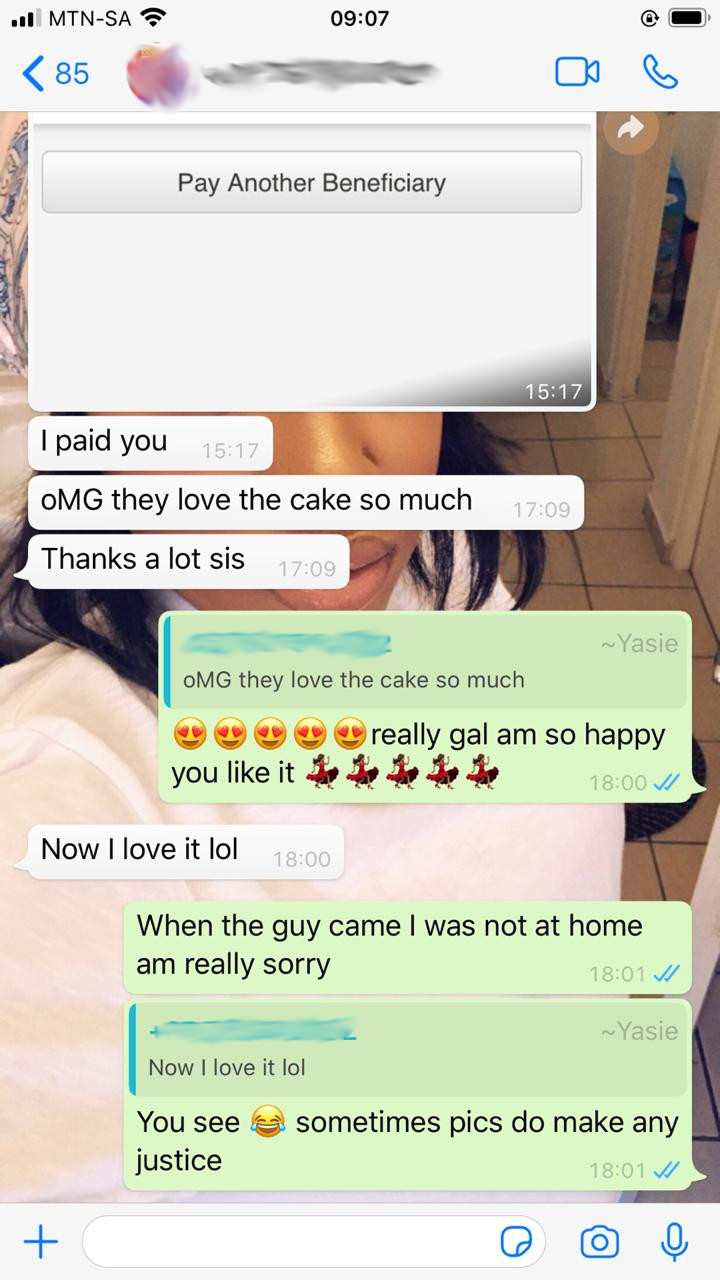 MTN-SA 09:07
85
Pay Another Beneficiary
15:17
I paid you 15:17
oMG they love the cake so much 17:09
Thanks a lot sis 17:09
~Yasie
oMG they love the cake so much
😍😍😍😍😍really gal am so happy
you like it 💃💃💃💃💃 18:00
Now I love it lol 18:00
When the guy came I was not at home
am really sorry 18:01
~Yasie
Now I love it lol
You see 😂 sometimes pics do make any
justice 18:01